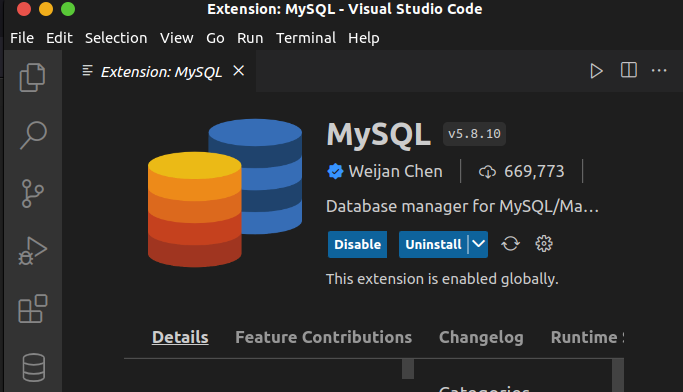 Extension: MySQL - Visual Studio Code
File Edit Selection View Go Run Terminal Help
Extension: MySQL
MySQL v5.8.10
Weijan Chen 669,773
Database manager for MySQL/Ma…
Disable Uninstall
This extension is enabled globally.
Details Feature Contributions Changelog Runtime S
Categories